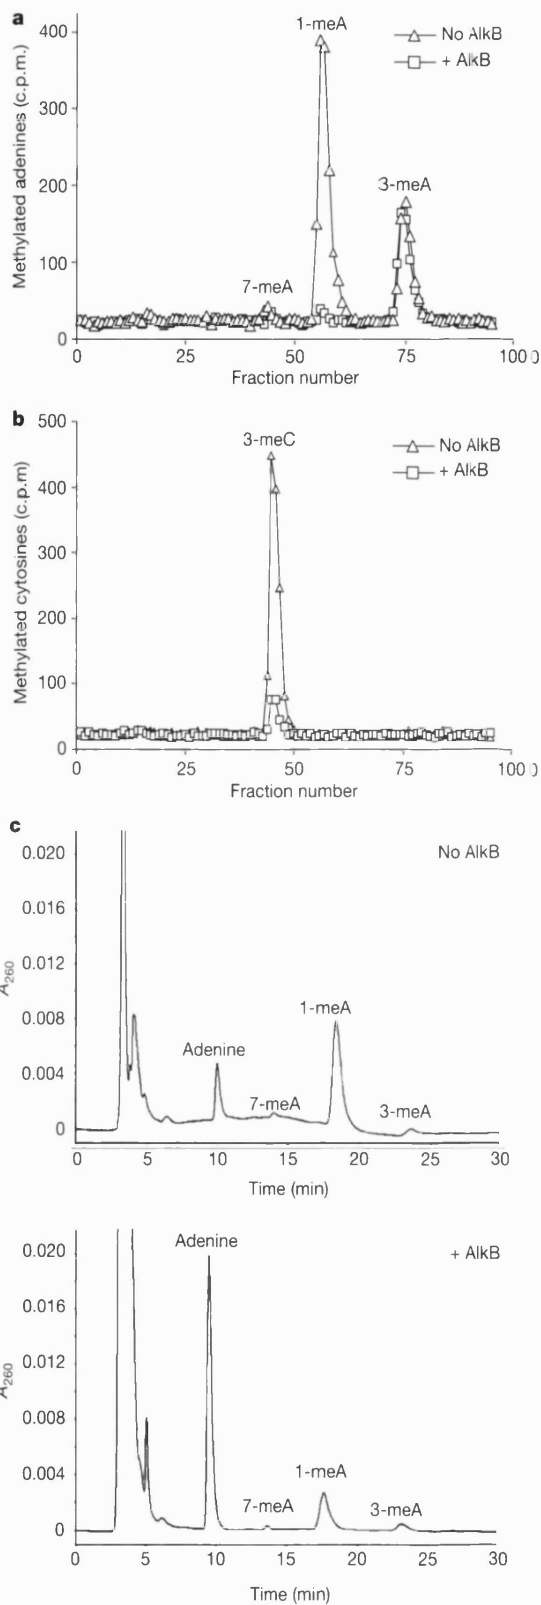 a
1-meA
No AlkB
+ AlkB
Methylated adenines (c.p.m.)
400
300
200
100
0
7-meA
3-meA
0 25 50 75 100 0
Fraction number
b
3-meC
No AlkB
+ AlkB
Methylated cytosines (c.p.m)
500
400
300
200
100
0
0 25 50 75 100 0
Fraction number
c
No AlkB
A260
0.020
0.016
0.012
0.008
0.004
0
Adenine
7-meA
1-meA
3-meA
0 5 10 15 20 25 30
Time (min)
+ AlkB
A260
0.020
0.016
0.012
0.008
0.004
0
Adenine
7-meA
1-meA
3-meA
0 5 10 15 20 25 30
Time (min)